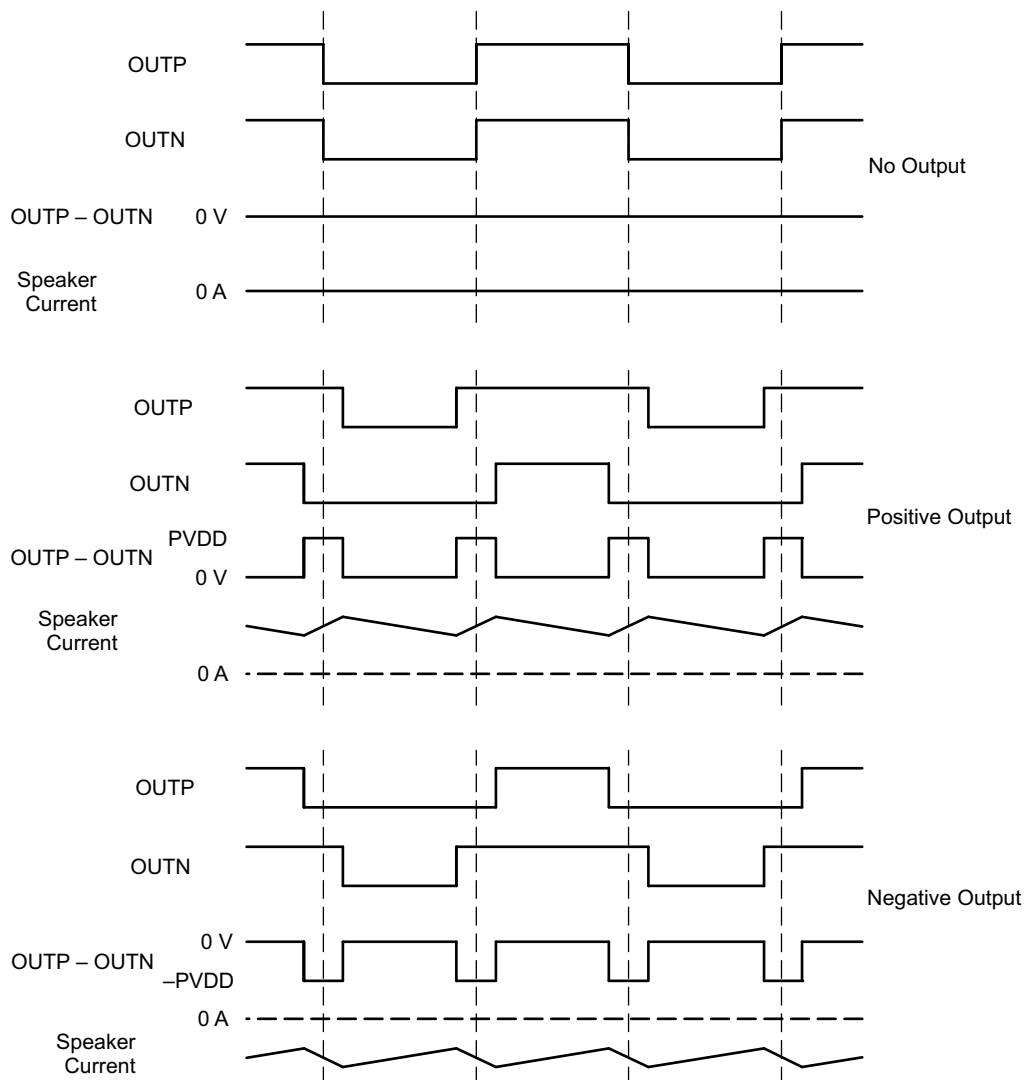 OUTP
OUTN
No Output
OUTP – OUTN 0 V
Speaker
Current
0 A
OUTP
OUTN
Positive Output
PVDD
OUTP – OUTN
0 V
Speaker
Current
0 A
OUTP
OUTN
Negative Output
0 V
OUTP – OUTN
–PVDD
0 A
Speaker
Current